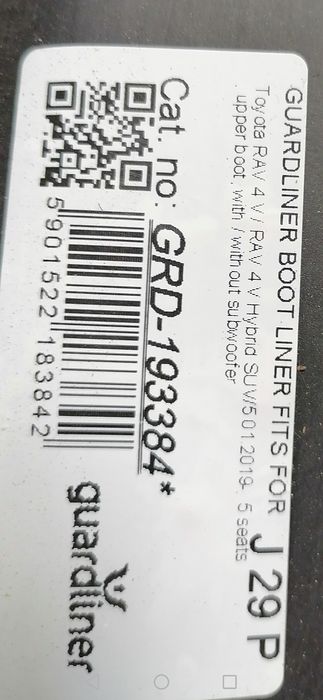 GUARDLINER BOOT LINER FITS FOR
Toyota RAV 4 V / RAV 4 V Hybrid SUV/5 01.2019-, 5 seats
upper boot, with / without subwoofer
J 29 P
Cat. no: GRD-193384*
5 901522 183842
guardliner